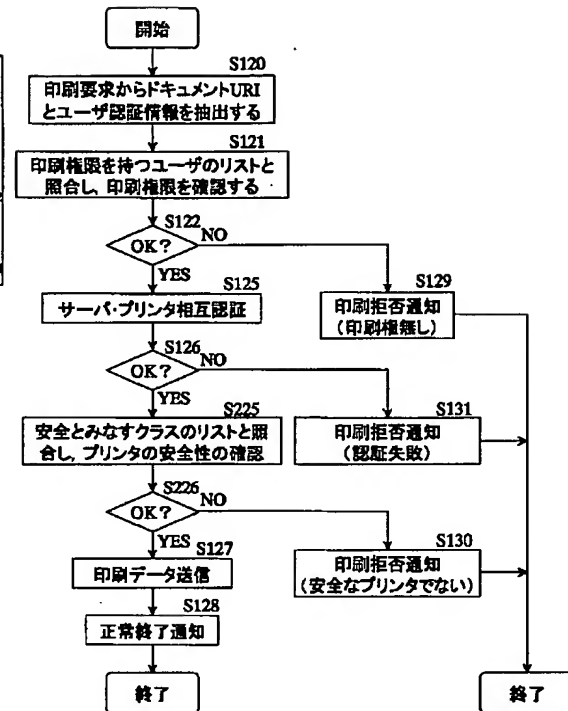 開始
S120
印刷要求からドキュメントURI
とユーザ認証情報を抽出する
S121
印刷権限を持つユーザのリストと
照合し、印刷権限を確認する
S122
OK?
NO
YES
S125
サーバ・プリンタ相互認証
S129
印刷拒否通知
(印刷権無し)
S126
OK?
NO
YES
S225
安全とみなすクラスのリストと照
合し、プリンタの安全性の確認
S131
印刷拒否通知
(認証失敗)
S226
OK?
NO
YES
S127
印刷データ送信
S130
印刷拒否通知
(安全なプリンタでない)
S128
正常終了通知
終了
終了